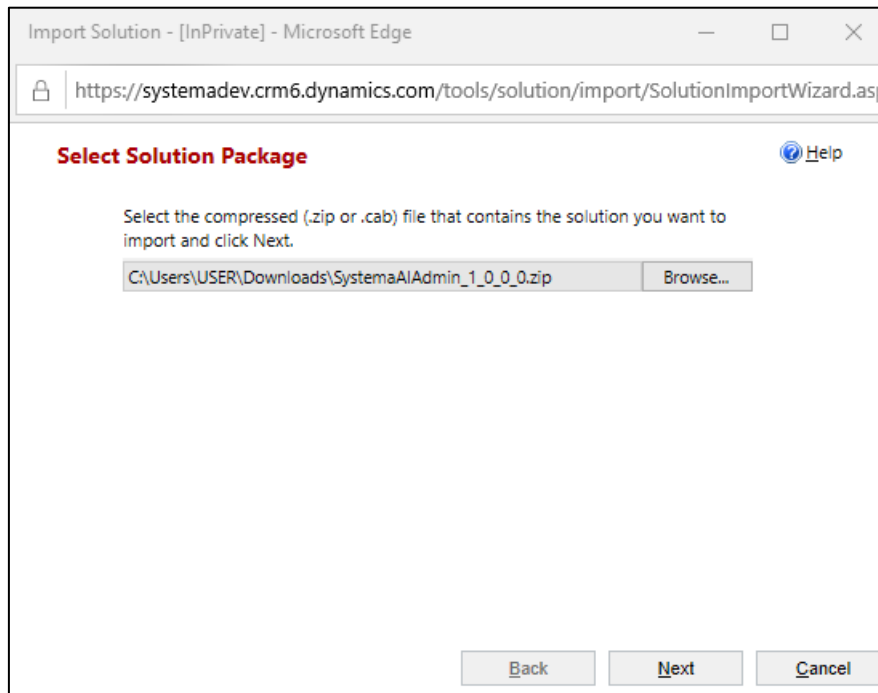 Import Solution - [InPrivate] - Microsoft Edge
https://systemadev.crm6.dynamics.com/tools/solution/import/SolutionImportWizard.asp
Select Solution Package
Help
Select the compressed (.zip or .cab) file that contains the solution you want to
import and click Next.
C:\Users\USER\Downloads\SystemaAIAdmin_1_0_0_0.zip
Browse...
Back
Next
Cancel